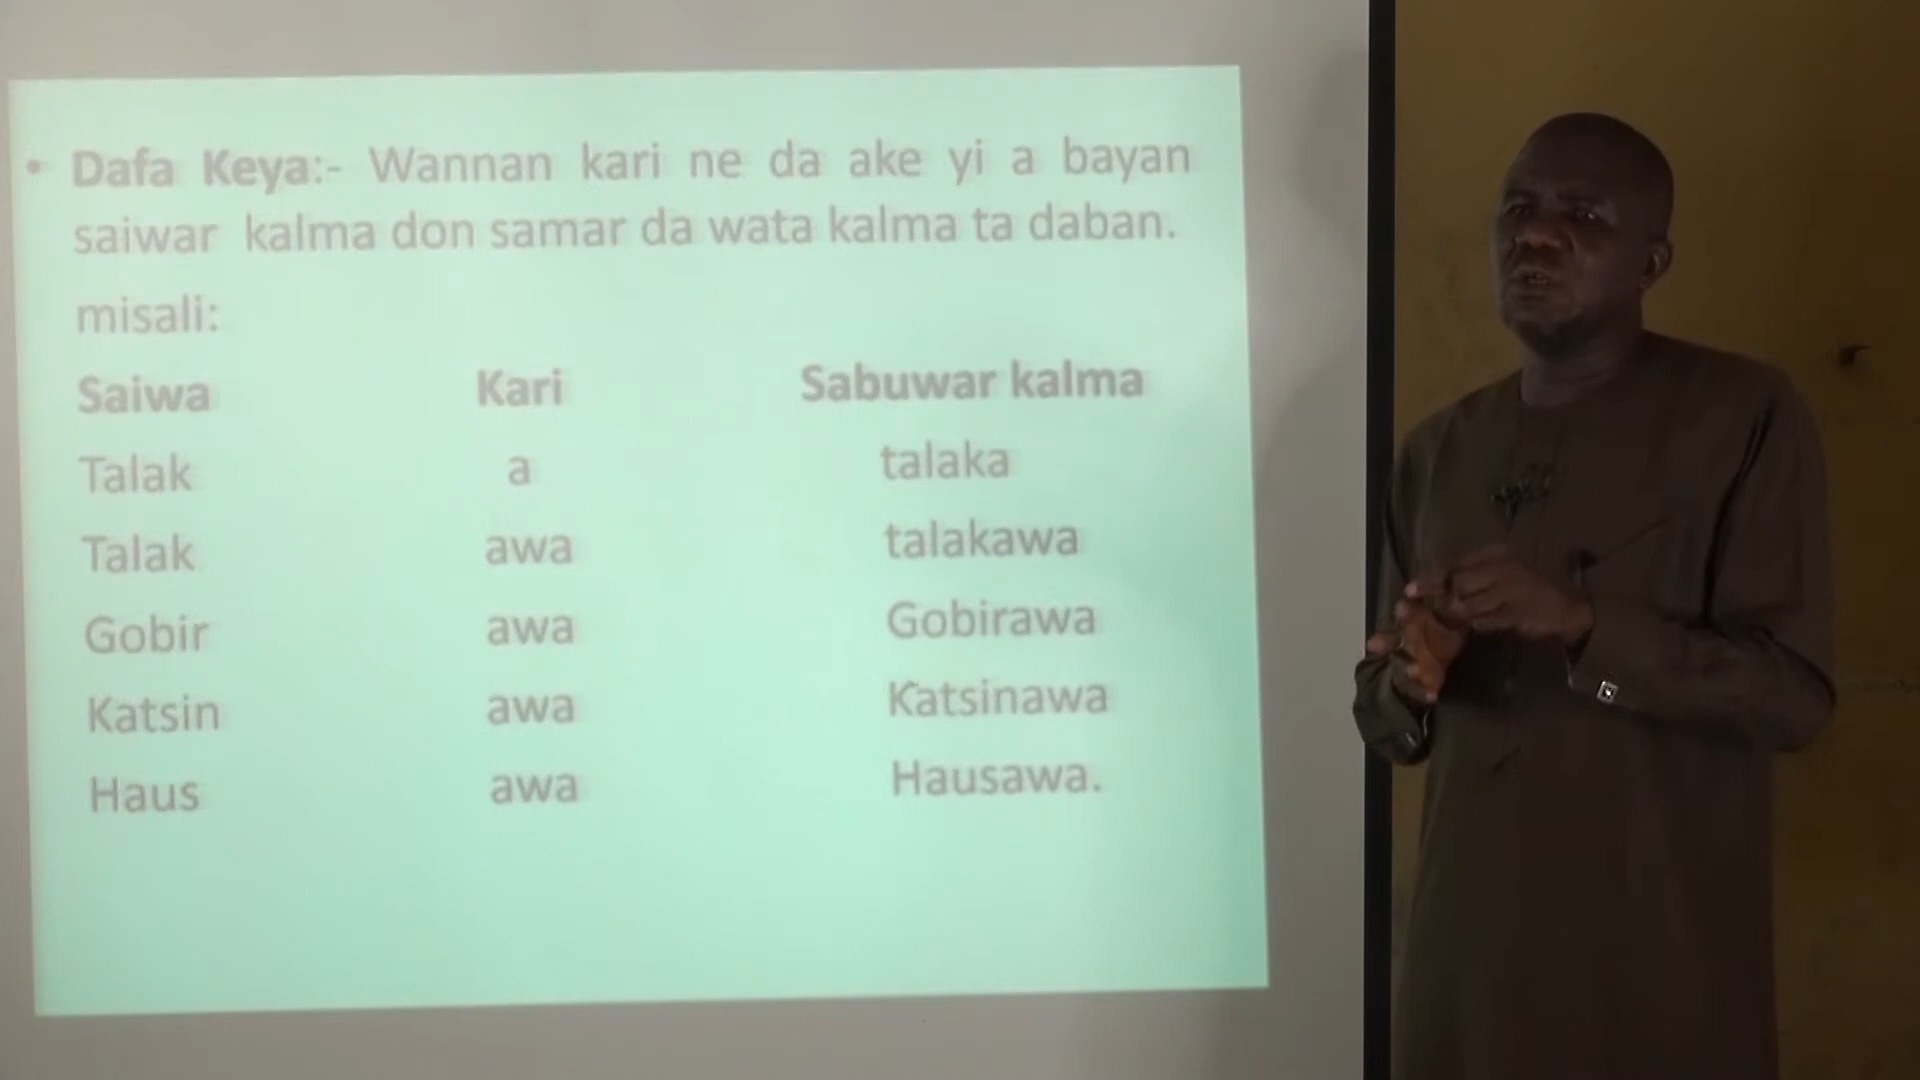 • Dafa Keya:- Wannan kari ne da ake yi a bayan
saiwar kalma don samar da wata kalma ta daban.
misali:
Saiwa Kari Sabuwar kalma
Talak a talaka
Talak awa talakawa
Gobir awa Gobirawa
Katsin awa Katsinawa
Haus awa Hausawa.